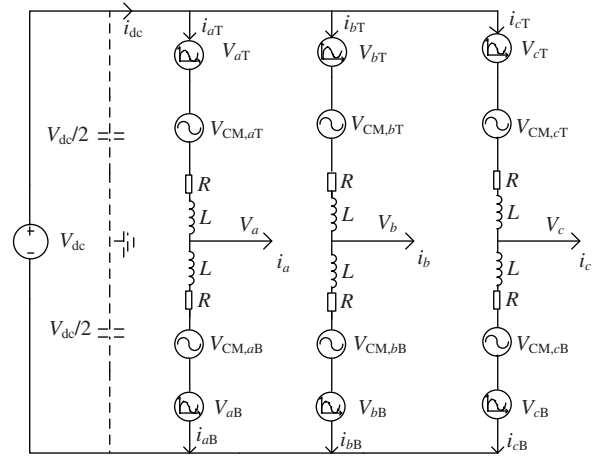 i_dc i_aT i_bT i_cT
V_aT V_bT V_cT
V_dc/2 V_CM,aT V_CM,bT V_CM,cT
R R R
L L L
V_a V_b V_c
+ - V_dc
i_a i_b i_c
L L L
R R R
V_dc/2 V_CM,aB V_CM,bB V_CM,cB
V_aB V_bB V_cB
i_aB i_bB i_cB